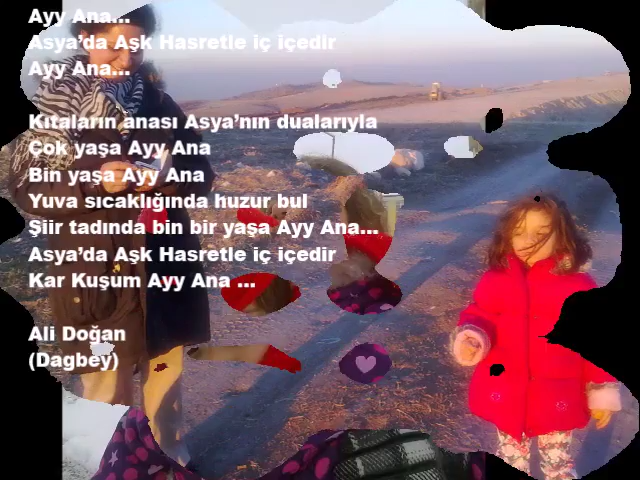 Ayy Ana...
Asya’da Aşk Hasretle iç içedir
Ayy Ana...
Kıtaların anası Asya’nın dualarıyla
Çok yaşa Ayy Ana
Bin yaşa Ayy Ana
Yuva sıcaklığında huzur bul
Şiir tadında bin bir yaşa Ayy Ana...
Asya’da Aşk Hasretle iç içedir
Kar Kuşum Ayy Ana ...
Ali Doğan
(Dagbey)